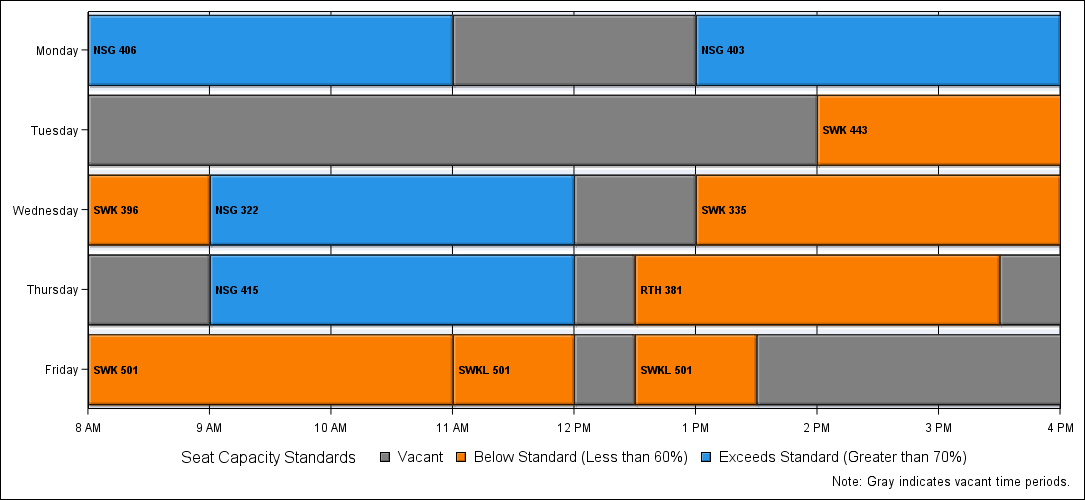 Monday NSG 406 NSG 403
Tuesday SWK 443
Wednesday SWK 396 NSG 322 SWK 335
Thursday NSG 415 RTH 381
Friday SWK 501 SWKL 501 SWKL 501
8 AM 9 AM 10 AM 11 AM 12 PM 1 PM 2 PM 3 PM 4 PM
Seat Capacity Standards Vacant Below Standard (Less than 60%) Exceeds Standard (Greater than 70%)
Note: Gray indicates vacant time periods.